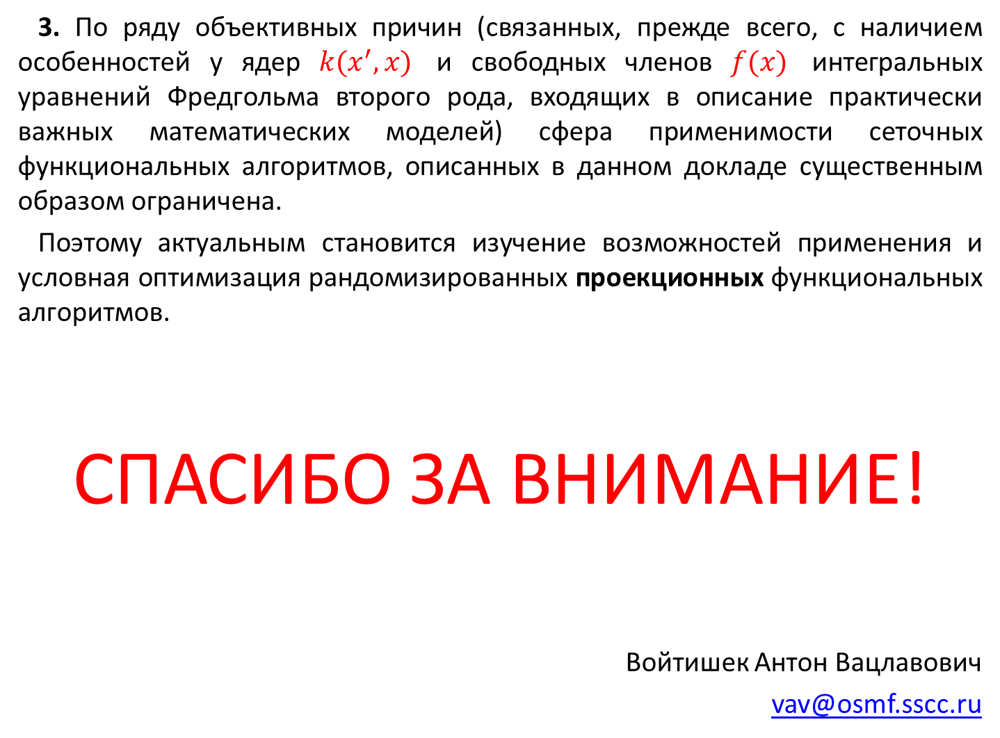 3. По ряду объективных причин (связанных, прежде всего, с наличием
особенностей у ядер k(x′, x) и свободных членов f(x) интегральных
уравнений Фредгольма второго рода, входящих в описание практически
важных математических моделей) сфера применимости сеточных
функциональных алгоритмов, описанных в данном докладе существенным
образом ограничена.
Поэтому актуальным становится изучение возможностей применения и
условная оптимизация рандомизированных проекционных функциональных
алгоритмов.
СПАСИБО ЗА ВНИМАНИЕ!
Войтишек Антон Вацлавович
vav@osmf.sscc.ru